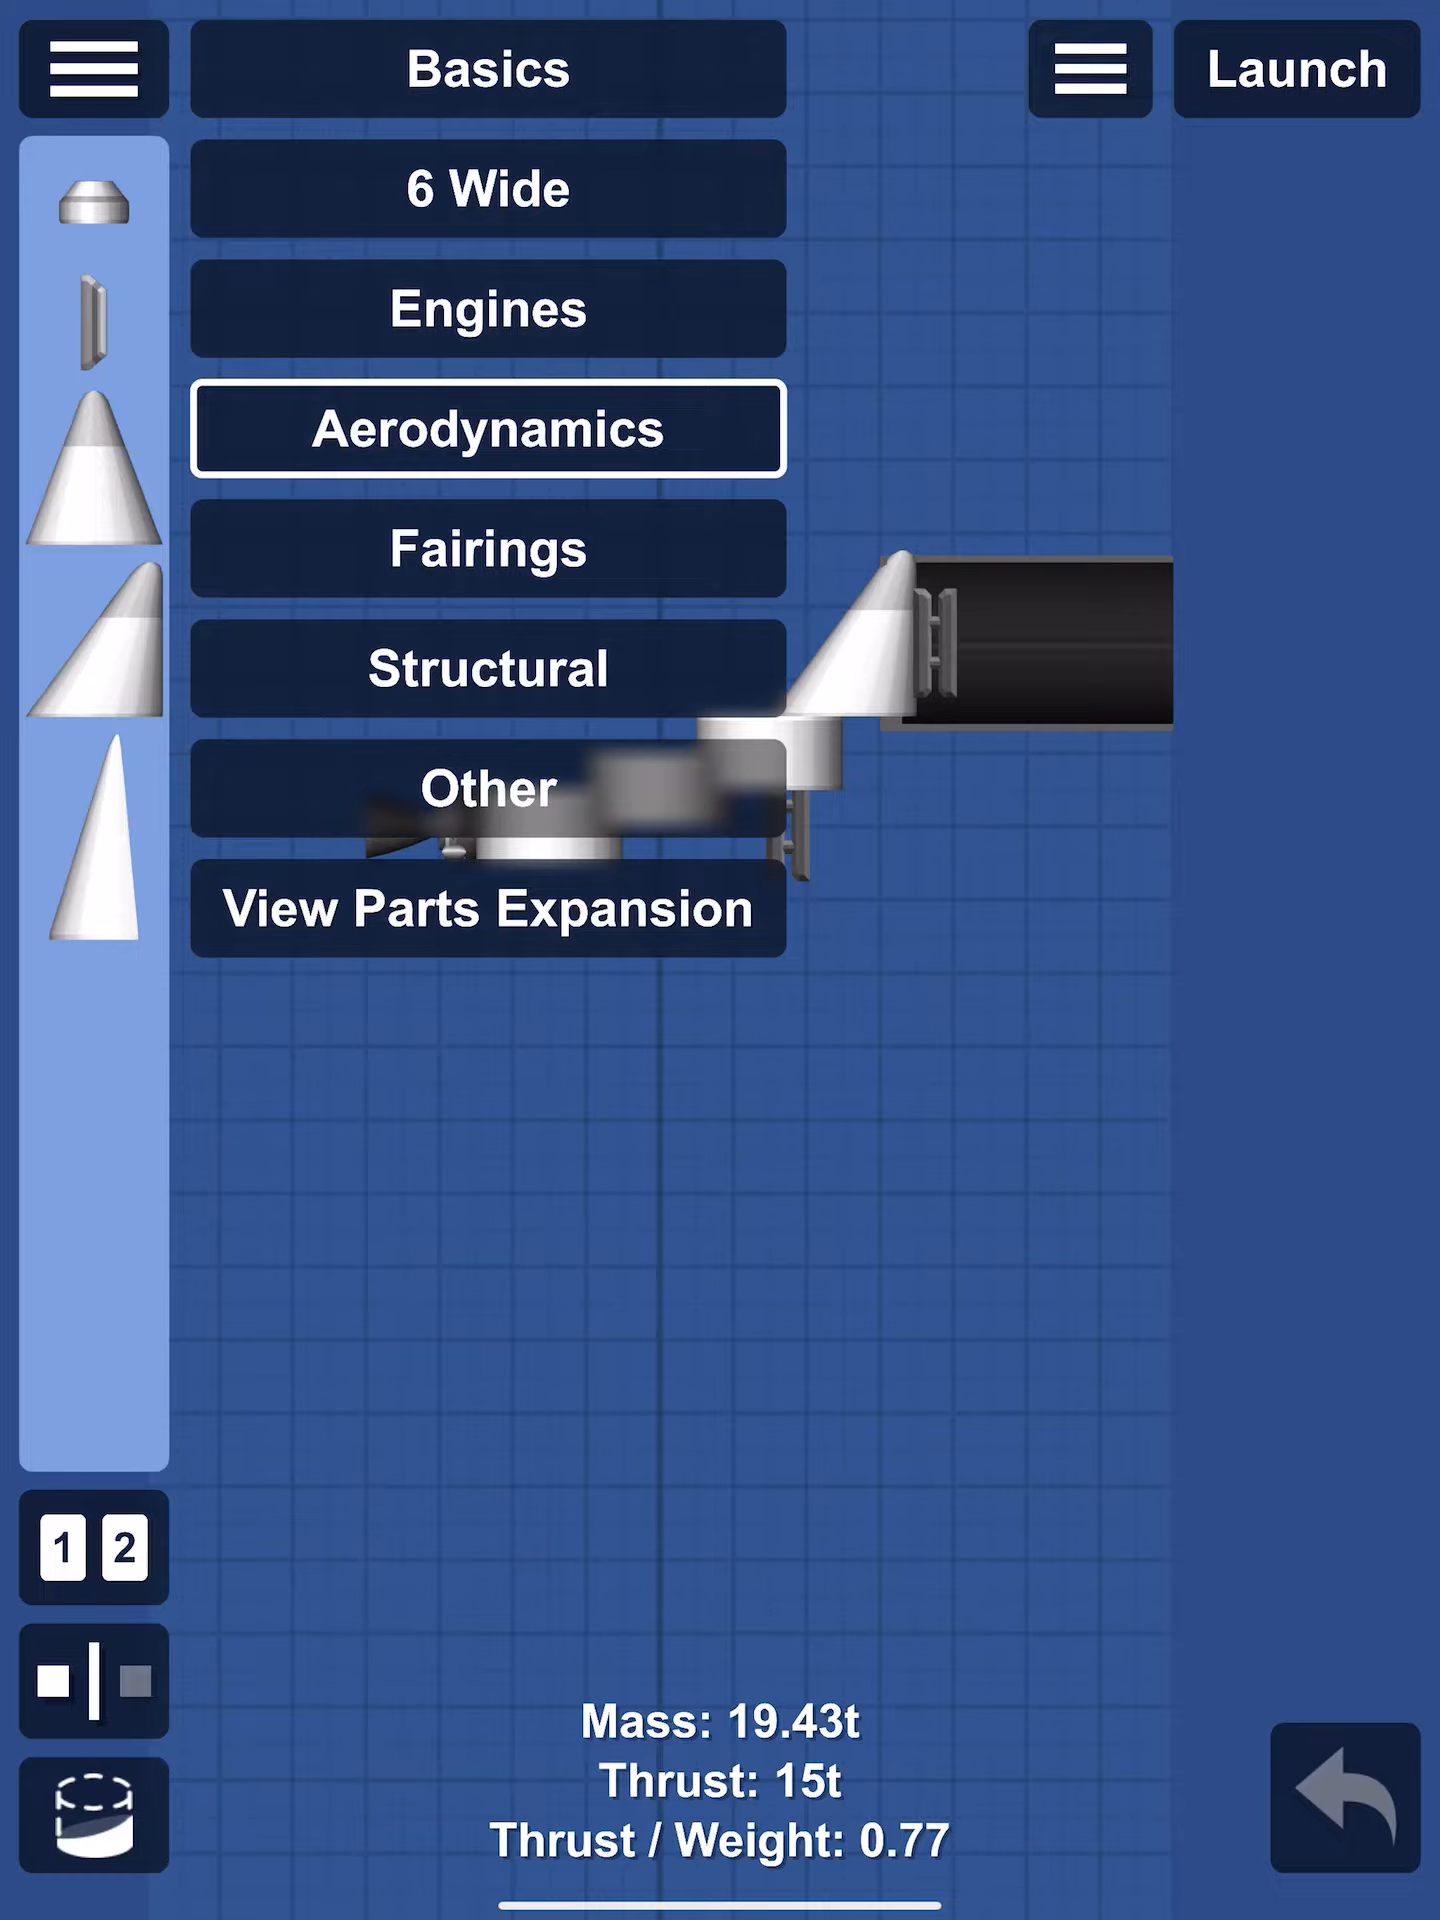 Basics
Launch
6 Wide
Engines
Aerodynamics
Fairings
Structural
Other
View Parts Expansion
1 2
Mass: 19.43t
Thrust: 15t
Thrust / Weight: 0.77